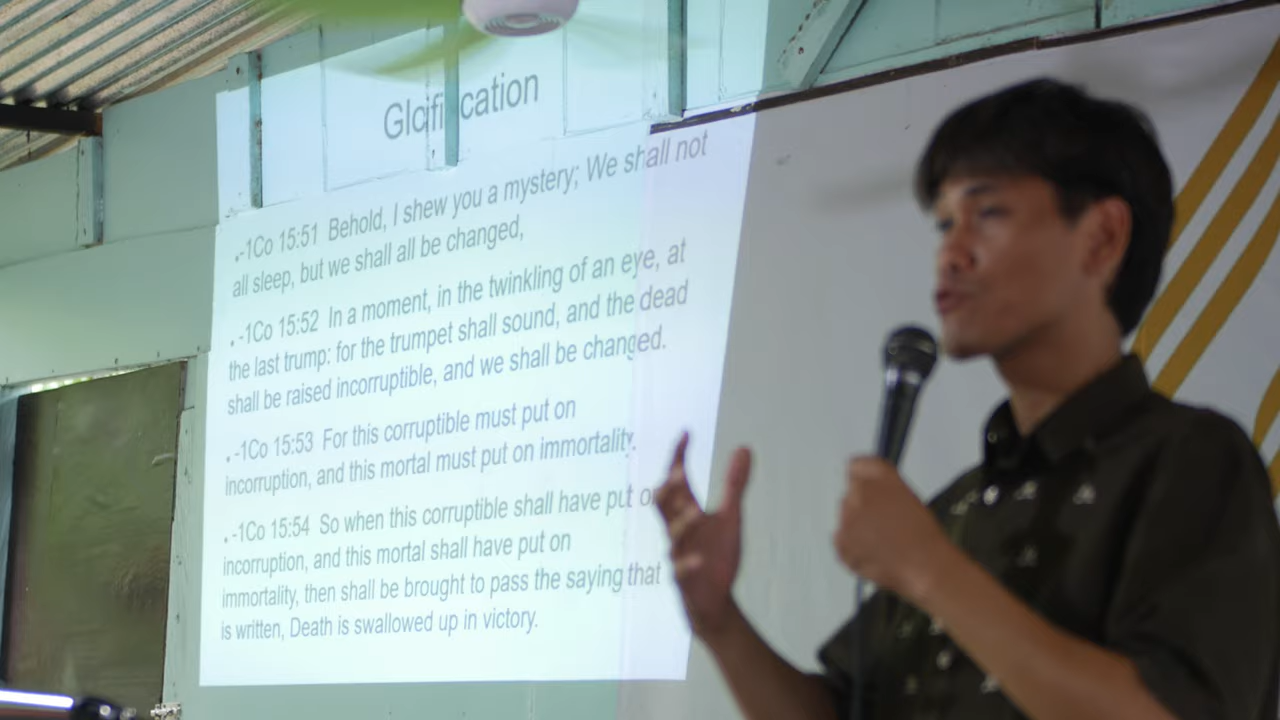 Glorification
.-1Co 15:51 Behold, I shew you a mystery; We shall not
all sleep, but we shall all be changed,
.-1Co 15:52 In a moment, in the twinkling of an eye, at
the last trump: for the trumpet shall sound, and the dead
shall be raised incorruptible, and we shall be changed.
.-1Co 15:53 For this corruptible must put on
incorruption, and this mortal must put on immortality.
.-1Co 15:54 So when this corruptible shall have put on
incorruption, and this mortal shall have put on
immortality, then shall be brought to pass the saying that
is written, Death is swallowed up in victory.